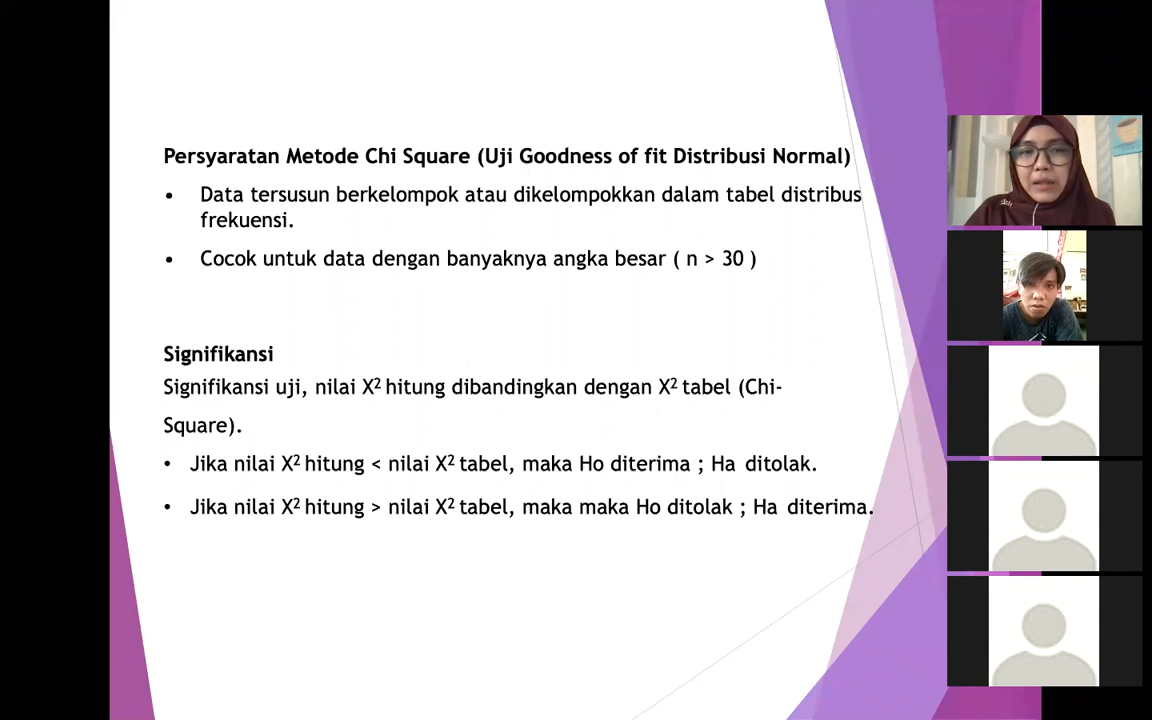 Persyaratan Metode Chi Square (Uji Goodness of fit Distribusi Normal)
• Data tersusun berkelompok atau dikelompokkan dalam tabel distribus
frekuensi.
• Cocok untuk data dengan banyaknya angka besar ( n > 30 )
Signifikansi
Signifikansi uji, nilai X² hitung dibandingkan dengan X² tabel (Chi-
Square).
• Jika nilai X² hitung < nilai X² tabel, maka Ho diterima ; Ha ditolak.
• Jika nilai X² hitung > nilai X² tabel, maka maka Ho ditolak ; Ha diterima.